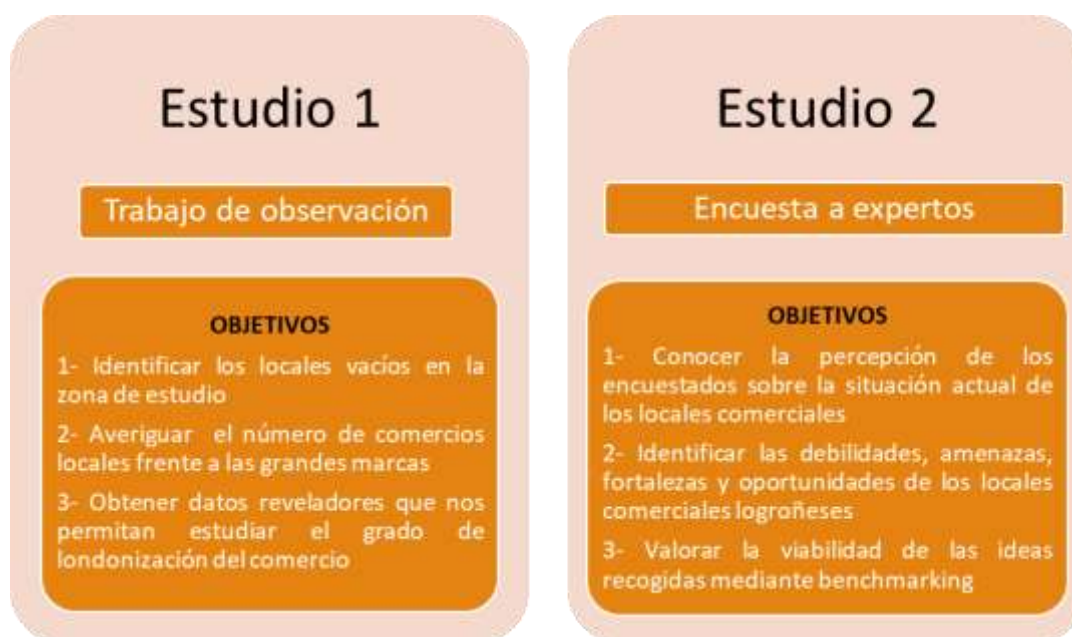 Estudio 1
Trabajo de observación
OBJETIVOS
1- Identificar los locales vacíos en la
zona de estudio
2- Averiguar el número de comercios
locales frente a las grandes marcas
3- Obtener datos reveladores que nos
permitan estudiar el grado de
londonización del comercio
Estudio 2
Encuesta a expertos
OBJETIVOS
1- Conocer la percepción de los
encuestados sobre la situación actual de
los locales comerciales
2- Identificar las debilidades, amenazas,
fortalezas y oportunidades de los locales
comerciales logroñeses
3- Valorar la viabilidad de las ideas
recogidas mediante benchmarking